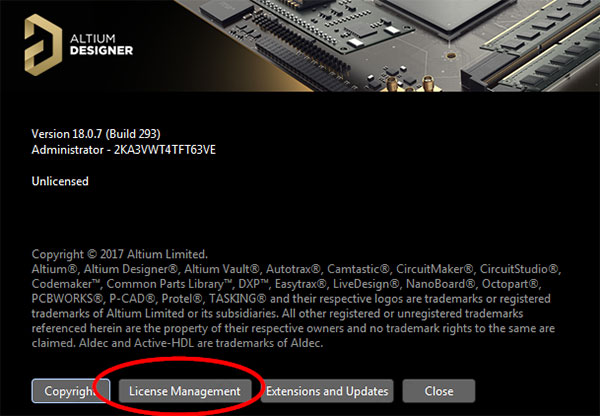 ALTIUM
DESIGNER
Version 18.0.7 (Build 293)
Administrator - 2KA3VWT4TFT63VE
Unlicensed
Copyright © 2017 Altium Limited.
Altium®, Altium Designer®, Altium Vault®, Autotrax®, Camtastic®, CircuitMaker®, CircuitStudio®,
Codemaker™, Common Parts Library™, DXP™, Easytrax®, LiveDesign®, NanoBoard®, Octopart®,
PCBWORKS®, P-CAD®, Protel®, TASKING® and their respective logos are trademarks or registered
trademarks of Altium Limited or its subsidiaries. All other registered or unregistered trademarks
referenced herein are the property of their respective owners and no trademark rights to the same are
claimed. Aldec and Active-HDL are trademarks of Aldec.
Copyright License Management Extensions and Updates Close